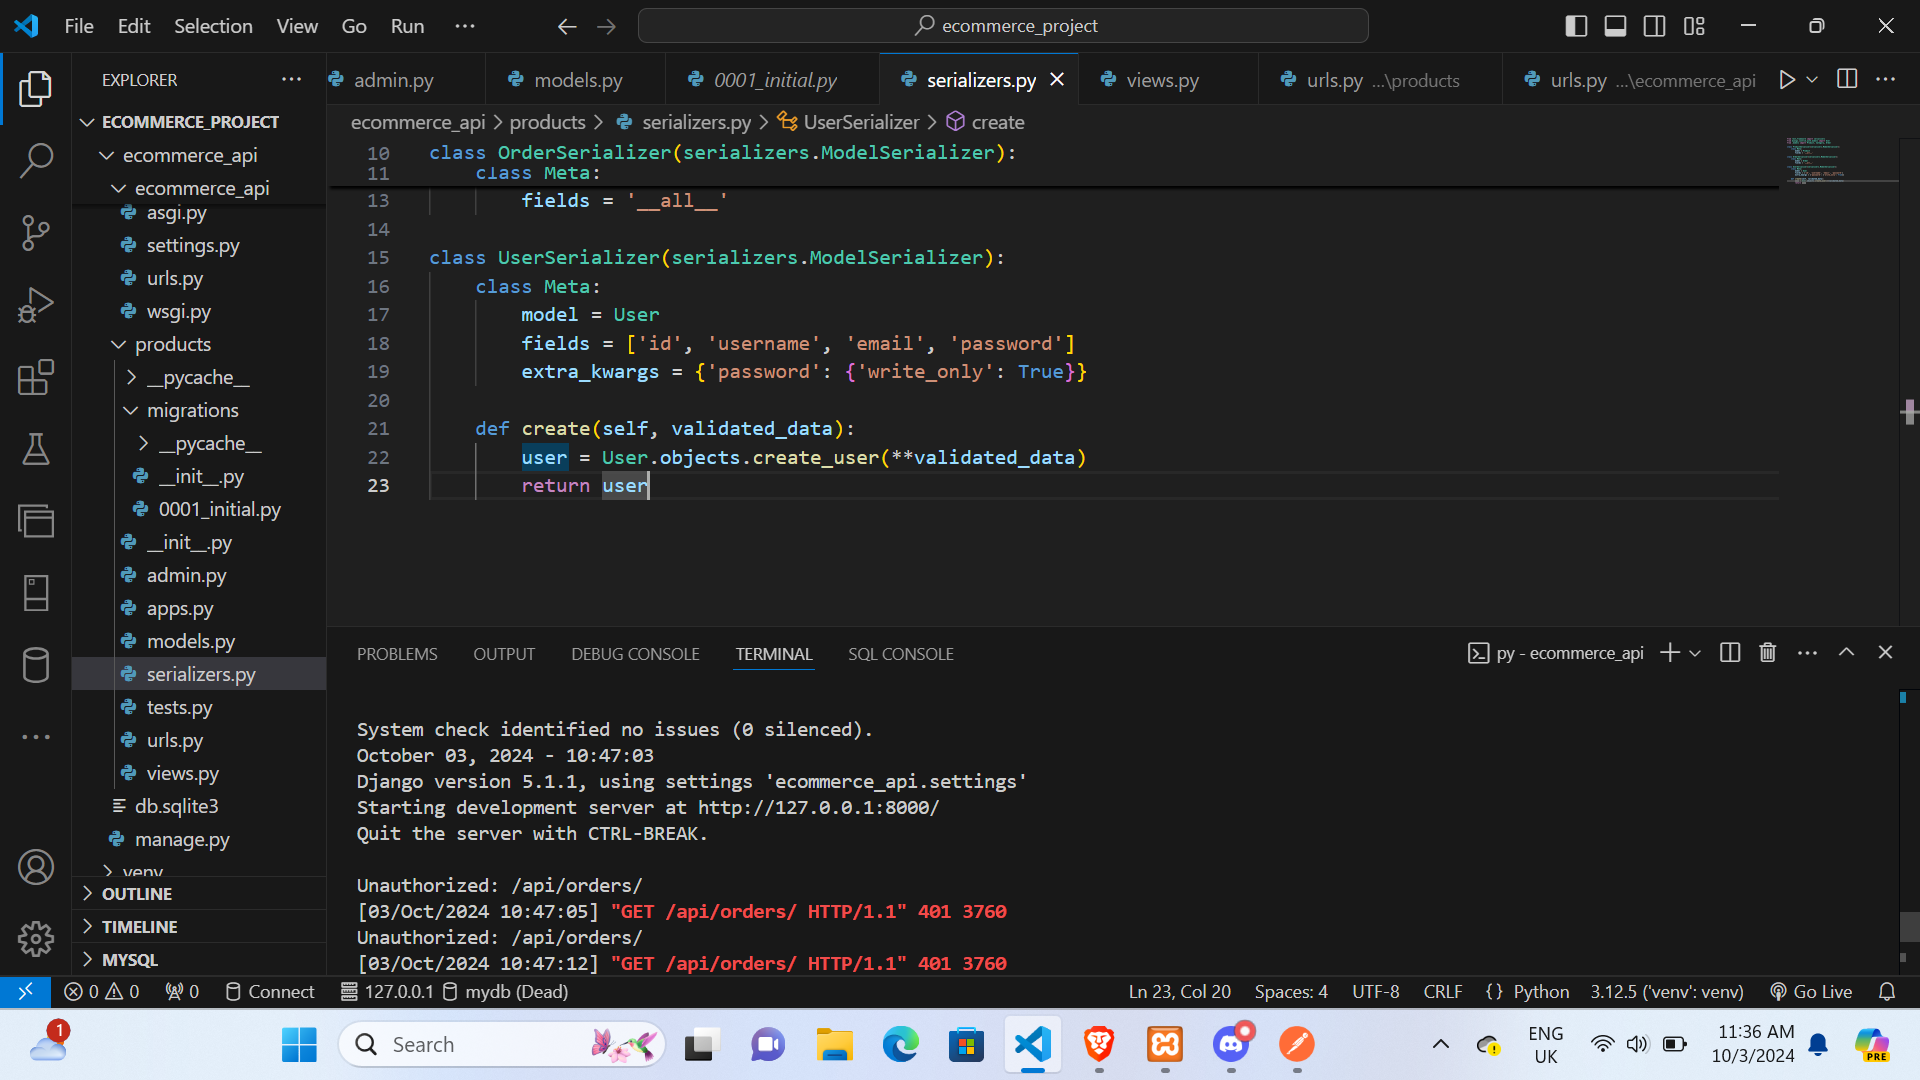 File Edit Selection View Go Run ···
ecommerce_project
EXPLORER ···
admin.py
models.py
0001_initial.py
serializers.py
views.py
urls.py ...\products
urls.py ...\ecommerce_api
ECOMMERCE_PROJECT
ecommerce_api
ecommerce_api
asgi.py
settings.py
urls.py
wsgi.py
products
__pycache__
migrations
__pycache__
__init__.py
0001_initial.py
__init__.py
admin.py
apps.py
models.py
serializers.py
tests.py
urls.py
views.py
db.sqlite3
manage.py
venv
OUTLINE
TIMELINE
MYSQL
ecommerce_api > products > serializers.py > UserSerializer > create
10 class OrderSerializer(serializers.ModelSerializer):
11 class Meta:
13 fields = '__all__'
14
15 class UserSerializer(serializers.ModelSerializer):
16 class Meta:
17 model = User
18 fields = ['id', 'username', 'email', 'password']
19 extra_kwargs = {'password': {'write_only': True}}
20
21 def create(self, validated_data):
22 user = User.objects.create_user(**validated_data)
23 return user
PROBLEMS OUTPUT DEBUG CONSOLE TERMINAL SQL CONSOLE
py - ecommerce_api
System check identified no issues (0 silenced).
October 03, 2024 - 10:47:03
Django version 5.1.1, using settings 'ecommerce_api.settings'
Starting development server at http://127.0.0.1:8000/
Quit the server with CTRL-BREAK.
Unauthorized: /api/orders/
[03/Oct/2024 10:47:05] "GET /api/orders/ HTTP/1.1" 401 3760
Unauthorized: /api/orders/
[03/Oct/2024 10:47:12] "GET /api/orders/ HTTP/1.1" 401 3760
0 0 0 Connect 127.0.0.1 mydb (Dead)
Ln 23, Col 20 Spaces: 4 UTF-8 CRLF {} Python 3.12.5 ('venv': venv) Go Live
1
Search
ENG
UK
11:36 AM
10/3/2024
PRE